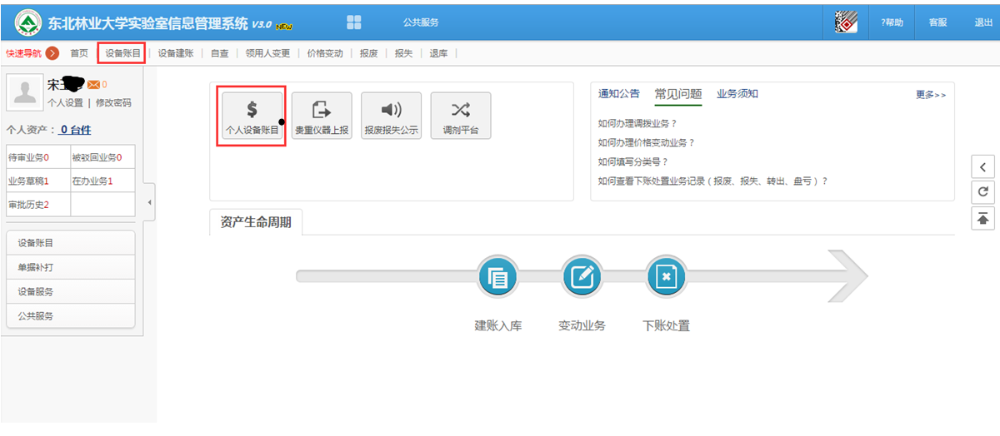 东北林业大学实验室信息管理系统 V3.0 NEW 公共服务 ?帮助 客服 退出
快速导航 首页 设备账目 设备建账 自查 领用人变更 价格变动 报废 报失 退库
宋 0
个人设置 | 修改密码
个人资产： 0 台件
待审业务0 被驳回业务0
业务草稿1 在办业务1
审批历史2
设备账目
单据补打
设备服务
公共服务
个人设备账目 贵重仪器上报 报废报失公示 调剂平台
通知公告 常见问题 业务须知 更多>>
如何办理调拨业务？
如何办理价格变动业务？
如何填写分类号？
如何查看下账处置业务记录（报废、报失、转出、盘亏）？
资产生命周期
建账入库 变动业务 下账处置